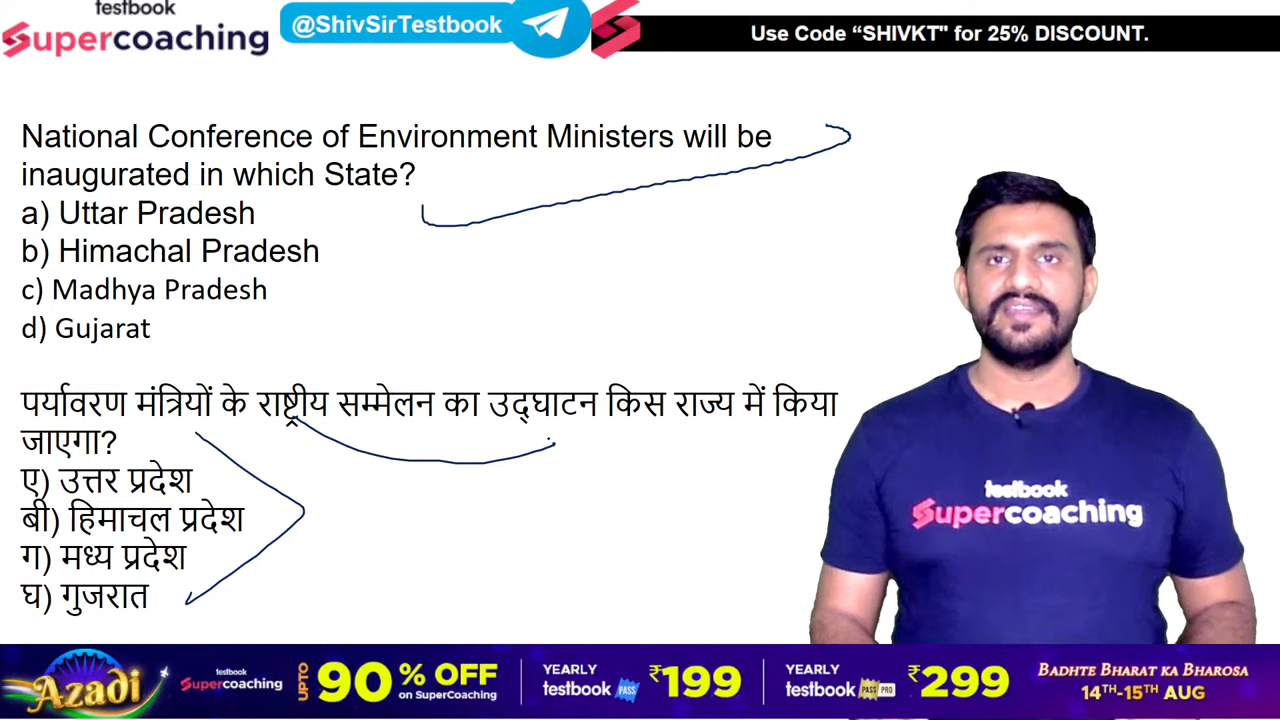 testbook
Supercoaching
@ShivSirTestbook
Use Code “SHIVKT" for 25% DISCOUNT.
National Conference of Environment Ministers will be
inaugurated in which State?
a) Uttar Pradesh
b) Himachal Pradesh
c) Madhya Pradesh
d) Gujarat
पर्यावरण मंत्रियों के राष्ट्रीय सम्मेलन का उद्घाटन किस राज्य में किया
जाएगा?
ए) उत्तर प्रदेश
बी) हिमाचल प्रदेश
ग) मध्य प्रदेश
घ) गुजरात
testbook
Supercoaching
Azadi
testbook
Supercoaching
UPTO 90% OFF
on SuperCoaching
YEARLY
testbook PASS
₹199
YEARLY
testbook PASS PRO
₹299
BADHTE BHARAT KA BHAROSA
14TH-15TH AUG